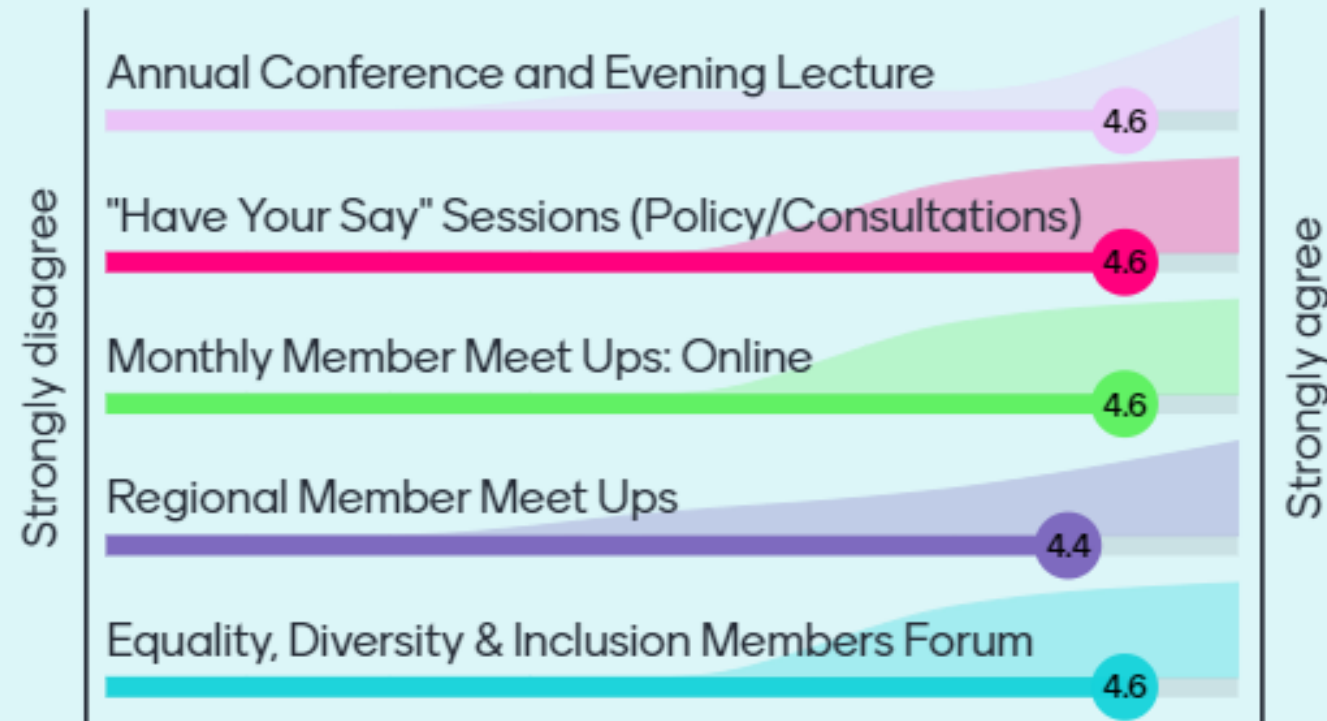 Strongly disagree
Annual Conference and Evening Lecture
4.6
"Have Your Say" Sessions (Policy/Consultations)
4.6
Monthly Member Meet Ups: Online
4.6
Regional Member Meet Ups
4.4
Equality, Diversity & Inclusion Members Forum
4.6
Strongly agree